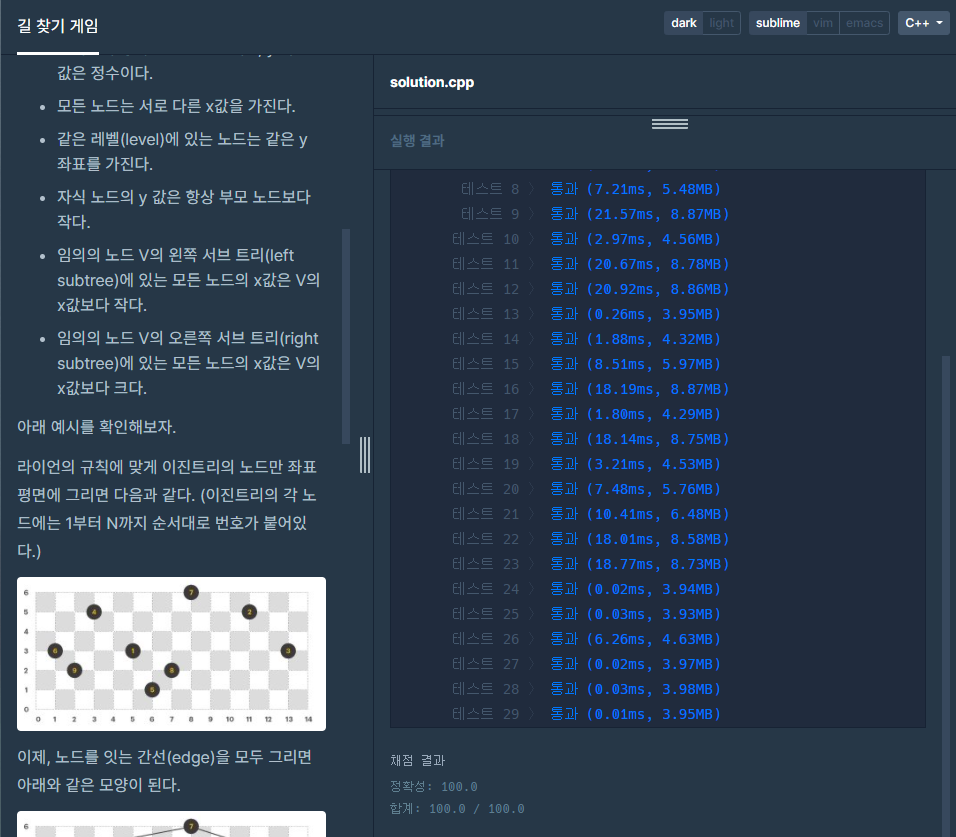 길 찾기 게임
dark light
sublime vim emacs
C++
값은 정수이다.
모든 노드는 서로 다른 x값을 가진다.
같은 레벨(level)에 있는 노드는 같은 y
좌표를 가진다.
자식 노드의 y 값은 항상 부모 노드보다
작다.
임의의 노드 V의 왼쪽 서브 트리(left
subtree)에 있는 모든 노드의 x값은 V의
x값보다 작다.
임의의 노드 V의 오른쪽 서브 트리(right
subtree)에 있는 모든 노드의 x값은 V의
x값보다 크다.
아래 예시를 확인해보자.
라이언의 규칙에 맞게 이진트리의 노드만 좌표
평면에 그리면 다음과 같다. (이진트리의 각 노
드에는 1부터 N까지 순서대로 번호가 붙어있
다.)
6 7
5 4 2
4
3 6 1 3
2 9 8
1 5
0
0 1 2 3 4 5 6 7 8 9 10 11 12 13 14
이제, 노드를 잇는 간선(edge)을 모두 그리면
아래와 같은 모양이 된다.
6 7
solution.cpp
실행 결과
테스트 8 〉 통과 (7.21ms, 5.48MB)
테스트 9 〉 통과 (21.57ms, 8.87MB)
테스트 10 〉 통과 (2.97ms, 4.56MB)
테스트 11 〉 통과 (20.67ms, 8.78MB)
테스트 12 〉 통과 (20.92ms, 8.86MB)
테스트 13 〉 통과 (0.26ms, 3.95MB)
테스트 14 〉 통과 (1.88ms, 4.32MB)
테스트 15 〉 통과 (8.51ms, 5.97MB)
테스트 16 〉 통과 (18.19ms, 8.87MB)
테스트 17 〉 통과 (1.80ms, 4.29MB)
테스트 18 〉 통과 (18.14ms, 8.75MB)
테스트 19 〉 통과 (3.21ms, 4.53MB)
테스트 20 〉 통과 (7.48ms, 5.76MB)
테스트 21 〉 통과 (10.41ms, 6.48MB)
테스트 22 〉 통과 (18.01ms, 8.58MB)
테스트 23 〉 통과 (18.77ms, 8.73MB)
테스트 24 〉 통과 (0.02ms, 3.94MB)
테스트 25 〉 통과 (0.03ms, 3.93MB)
테스트 26 〉 통과 (6.26ms, 4.63MB)
테스트 27 〉 통과 (0.02ms, 3.97MB)
테스트 28 〉 통과 (0.03ms, 3.98MB)
테스트 29 〉 통과 (0.01ms, 3.95MB)
채점 결과
정확성: 100.0
합계: 100.0 / 100.0